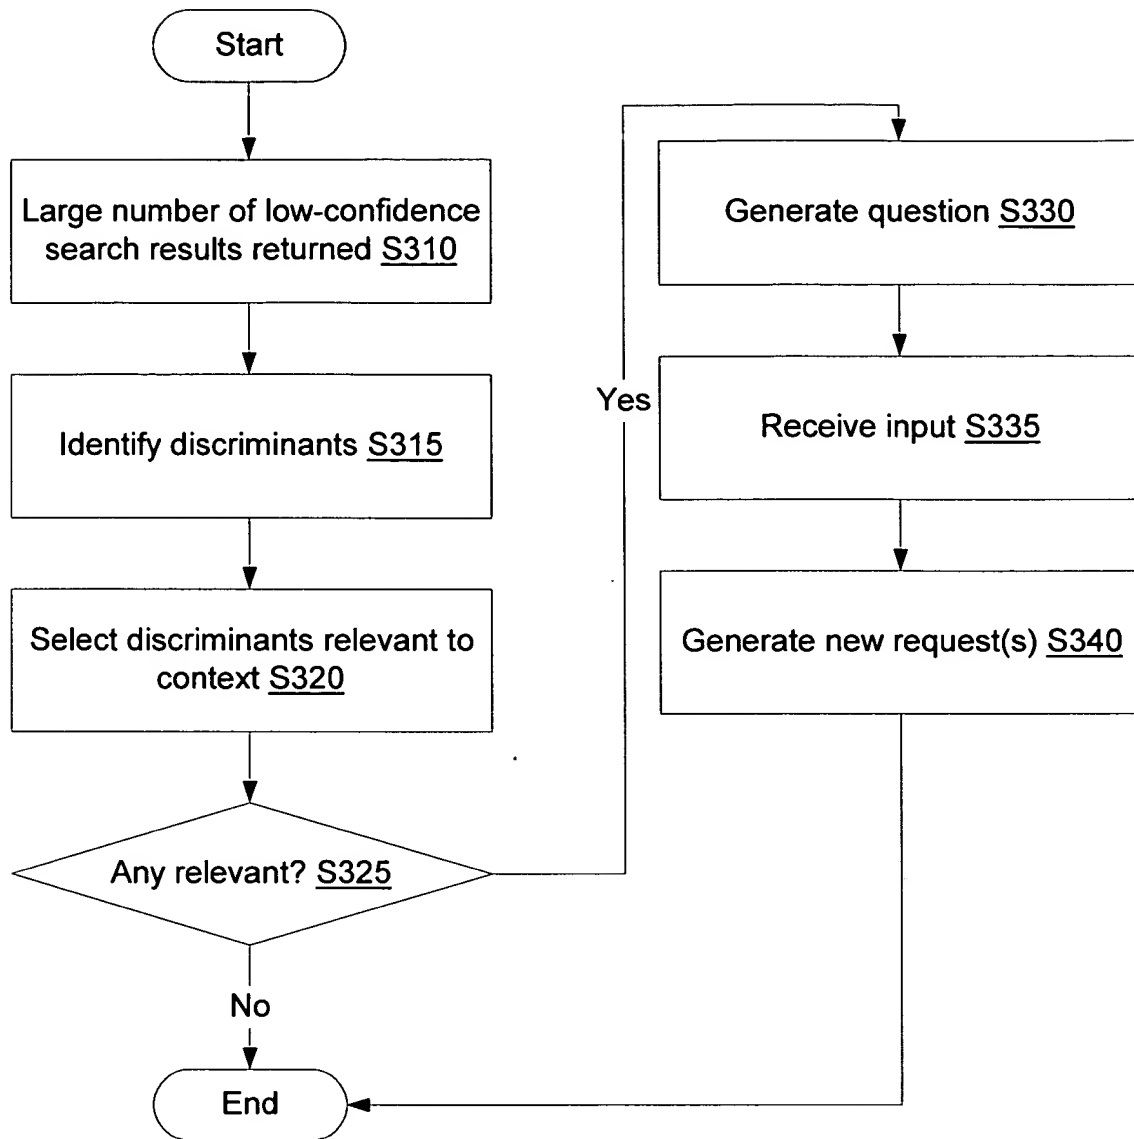 Start
Large number of low-confidence
search results returned S310
Identify discriminants S315
Select discriminants relevant to
context S320
Any relevant? S325
No
End
Yes
Generate question S330
Receive input S335
Generate new request(s) S340